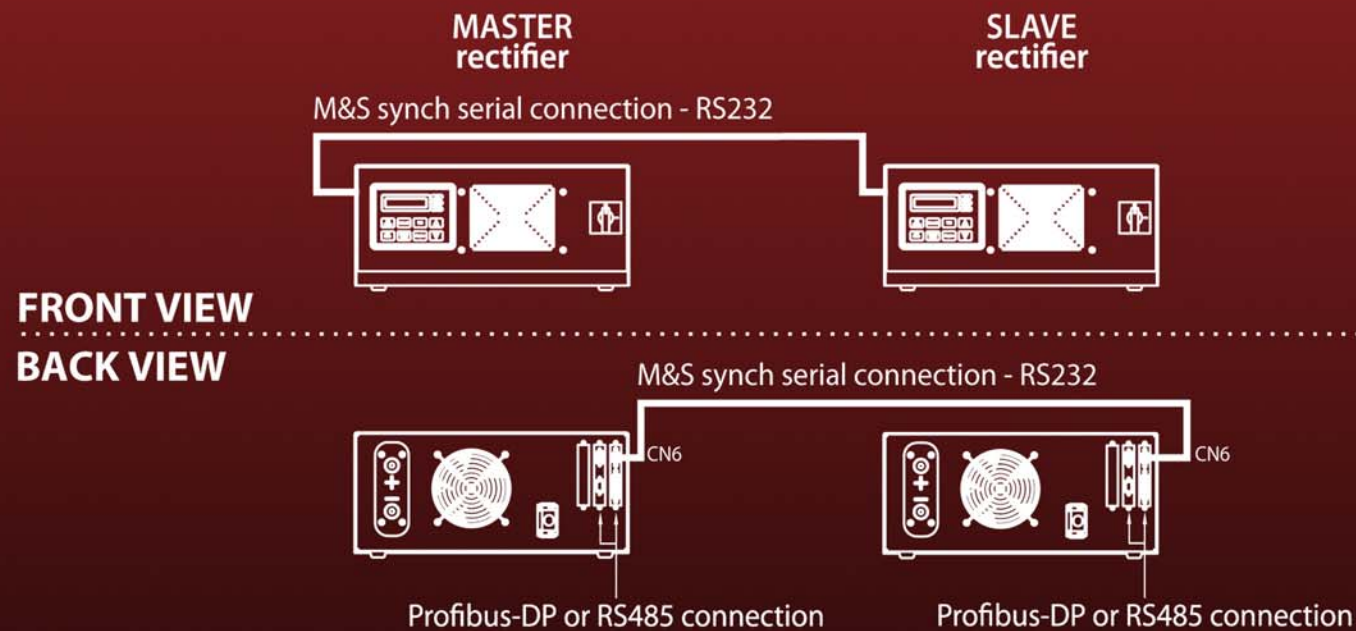 MASTER
rectifier
SLAVE
rectifier
M&S synch serial connection - RS232
FRONT VIEW
BACK VIEW
M&S synch serial connection - RS232
CN6
CN6
Profibus-DP or RS485 connection
Profibus-DP or RS485 connection